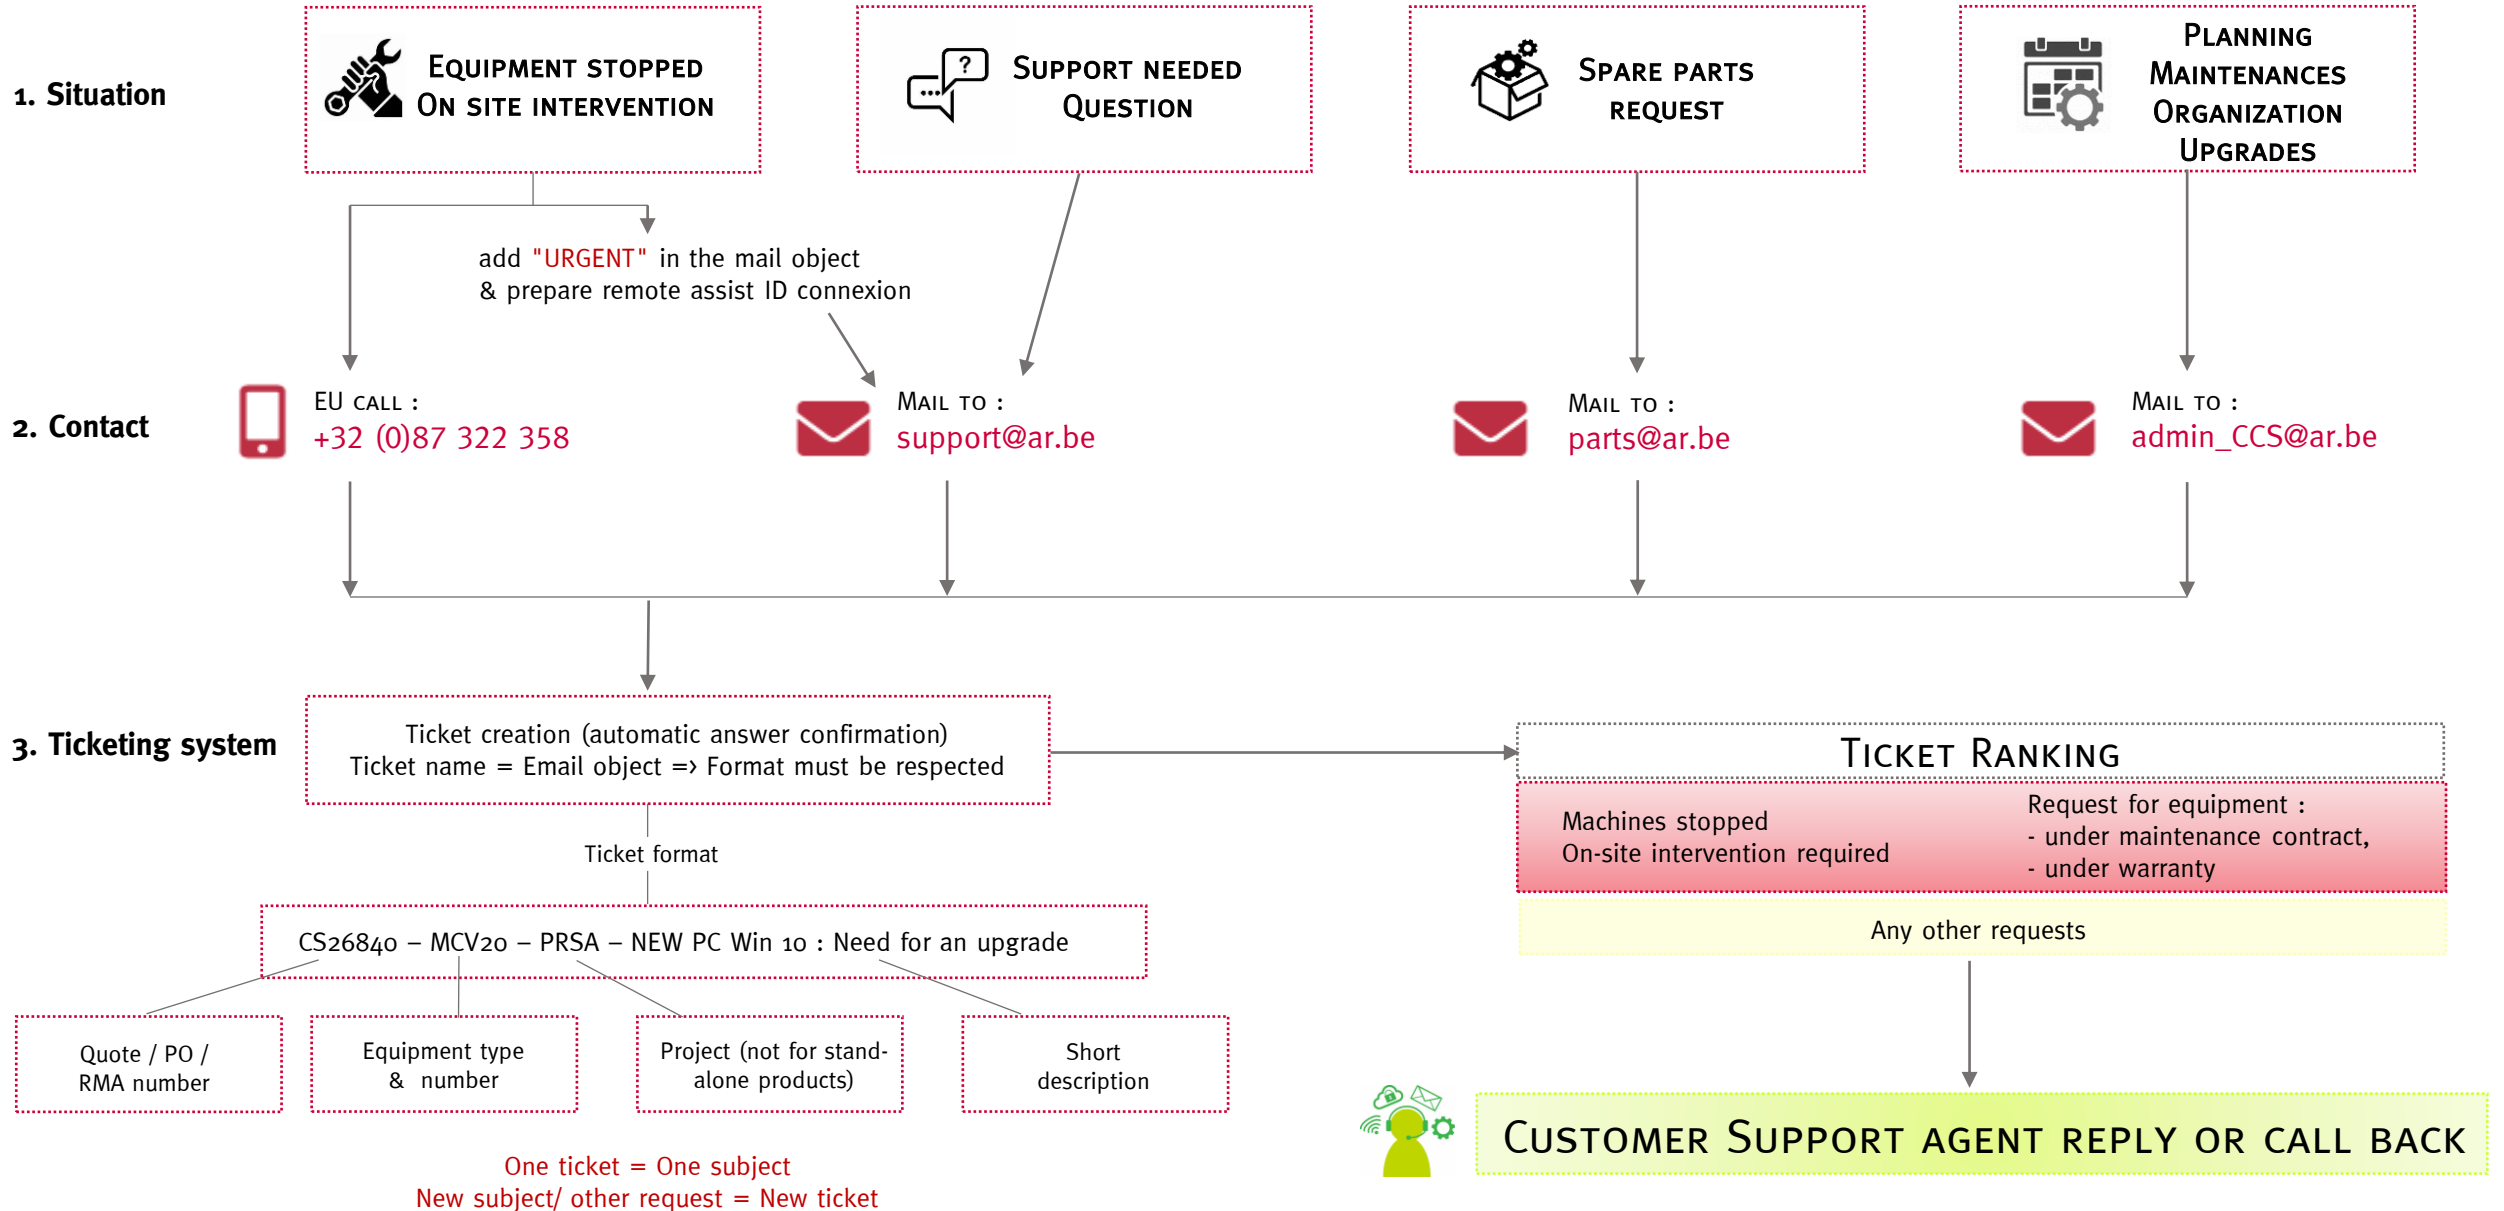 1. Situation
EQUIPMENT STOPPED
ON SITE INTERVENTION
?
SUPPORT NEEDED
QUESTION
SPARE PARTS
REQUEST
PLANNING
MAINTENANCES
ORGANIZATION
UPGRADES
add "URGENT" in the mail object
& prepare remote assist ID connexion
2. Contact
EU CALL :
+32 (0)87 322 358
MAIL TO :
support@ar.be
MAIL TO :
parts@ar.be
MAIL TO :
admin_CCS@ar.be
3. Ticketing system
Ticket creation (automatic answer confirmation)
Ticket name = Email object => Format must be respected
TICKET RANKING
Machines stopped
On-site intervention required
Request for equipment :
- under maintenance contract,
- under warranty
Any other requests
Ticket format
CS26840 – MCV20 – PRSA – NEW PC Win 10 : Need for an upgrade
Quote / PO /
RMA number
Equipment type
& number
Project (not for stand-
alone products)
Short
description
CUSTOMER SUPPORT AGENT REPLY OR CALL BACK
One ticket = One subject
New subject/ other request = New ticket